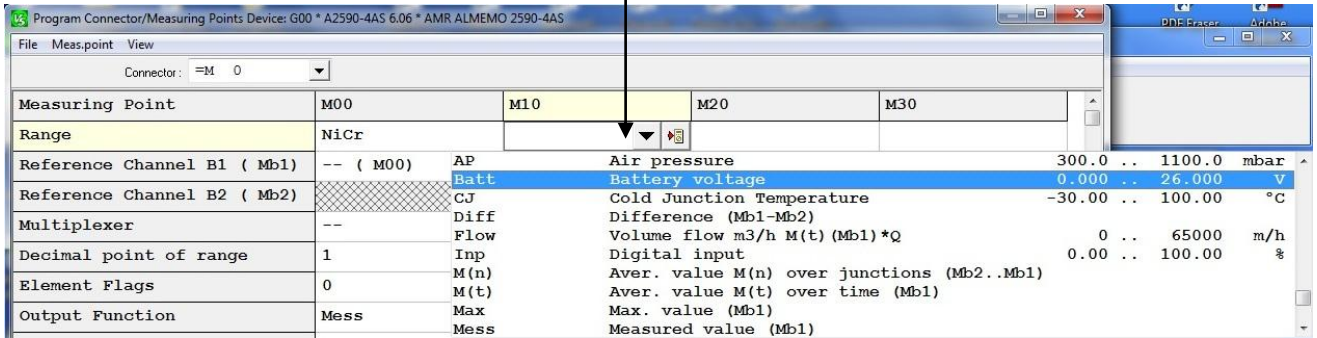 Program Connector/Measuring Points Device: G00 * A2590-4AS 6.06 * AMR ALMEMO 2590-4AS
PDF Eraser Adobe
File Meas.point View
Connector: =M 0
Measuring Point M00 M10 M20 M30
Range NiCr
Reference Channel B1 ( Mb1) -- ( M00)
Reference Channel B2 ( Mb2)
Multiplexer --
Decimal point of range 1
Element Flags 0
Output Function Mess
AP Air pressure 300.0 .. 1100.0 mbar
Batt Battery voltage 0.000 .. 26.000 V
CJ Cold Junction Temperature -30.00 .. 100.00 °C
Diff Difference (Mb1-Mb2)
Flow Volume flow m3/h M(t)(Mb1)*Q 0 .. 65000 m/h
Inp Digital input 0.00 .. 100.00 %
M(n) Aver. value M(n) over junctions (Mb2..Mb1)
M(t) Aver. value M(t) over time (Mb1)
Max Max. value (Mb1)
Mess Measured value (Mb1)